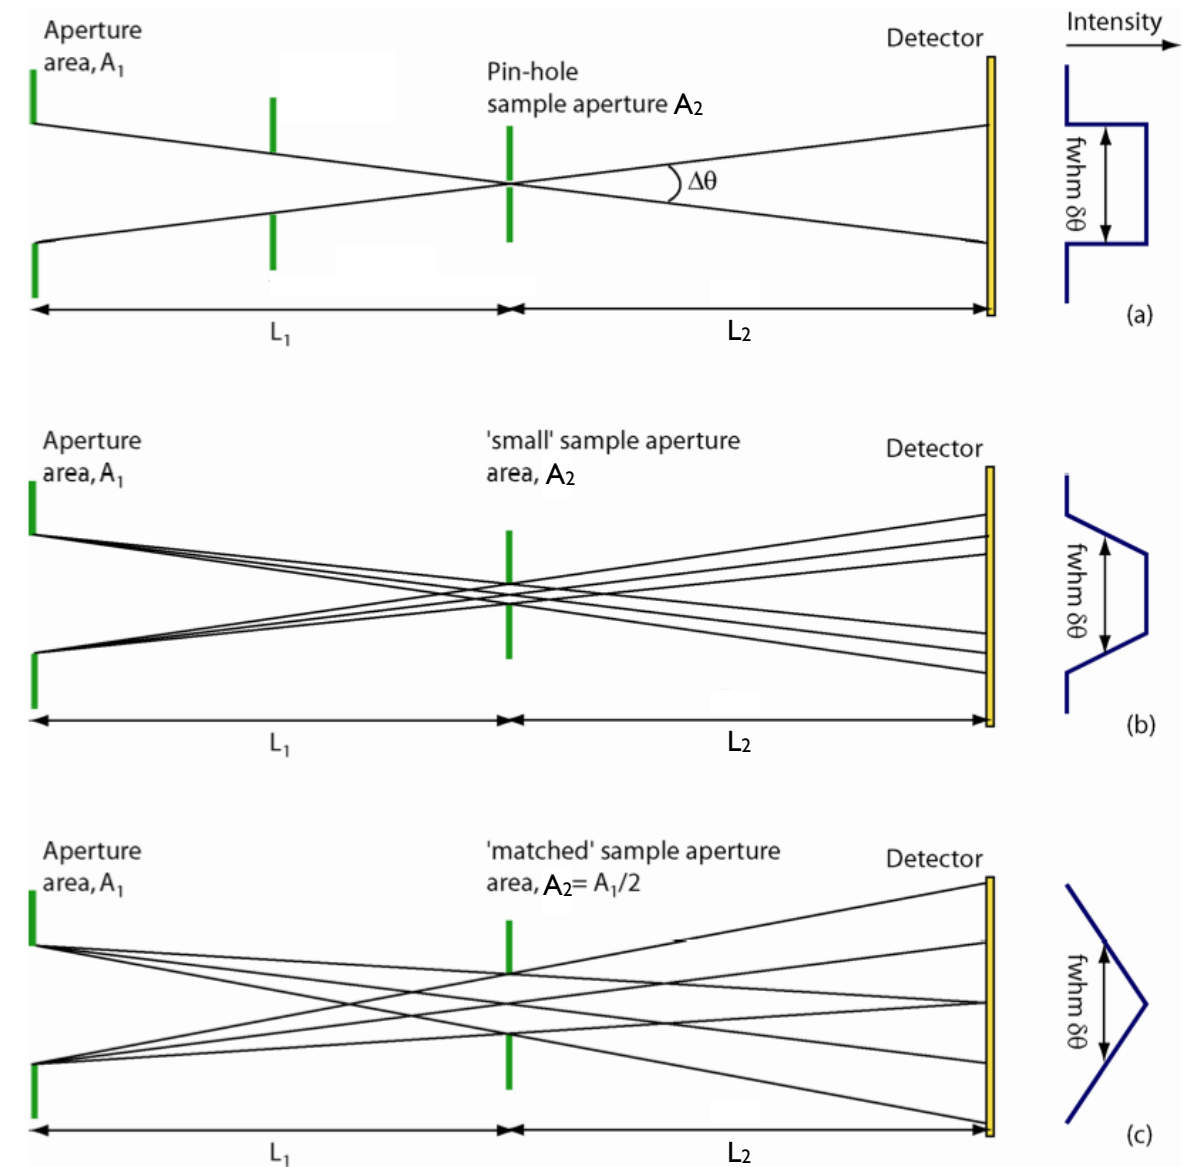 Aperture
area, A₁
Pin-hole
sample aperture A₂
Detector
Intensity
Δθ
fwhm δθ
L₁
L₂
(a)
Aperture
area, A₁
'small' sample aperture
area, A₂
Detector
fwhm δθ
L₁
L₂
(b)
Aperture
area, A₁
'matched' sample aperture
area, A₂= A₁/2
Detector
fwhm δθ
L₁
L₂
(c)